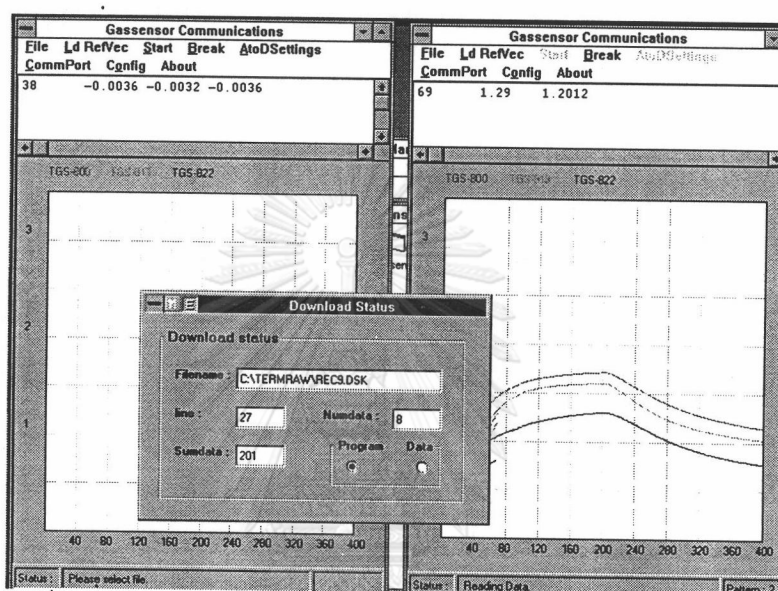 Gassensor Communications
File Ld RefVec Start Break AtoDSettings
CommPort Config About
38 -0.0036 -0.0032 -0.0036
TGS-800 TGS-822
3
2
1
40 80 120 160 200 240 280 320 360 400
Status : Please select file.
Gassensor Communications
File Ld RefVec Start Break AtoDSettings
CommPort Config About
69 1.29 1.2012
TGS-800 TGS-822
3
40 80 120 160 200 240 280 320 360 400
Status : Reading Data. Pattern : 2
Download Status
Download status
Filename : C:\TERMRAW\REC9.DSK
line : 27 Numdata : 8
Sumdata : 201 Program Data